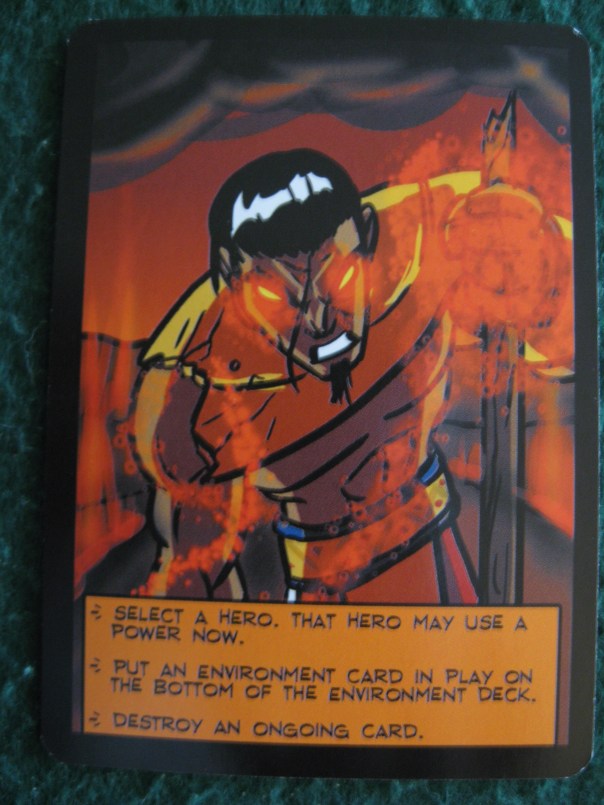 SELECT A HERO. THAT HERO MAY USE A
POWER NOW.
PUT AN ENVIRONMENT CARD IN PLAY ON
THE BOTTOM OF THE ENVIRONMENT DECK.
DESTROY AN ONGOING CARD.